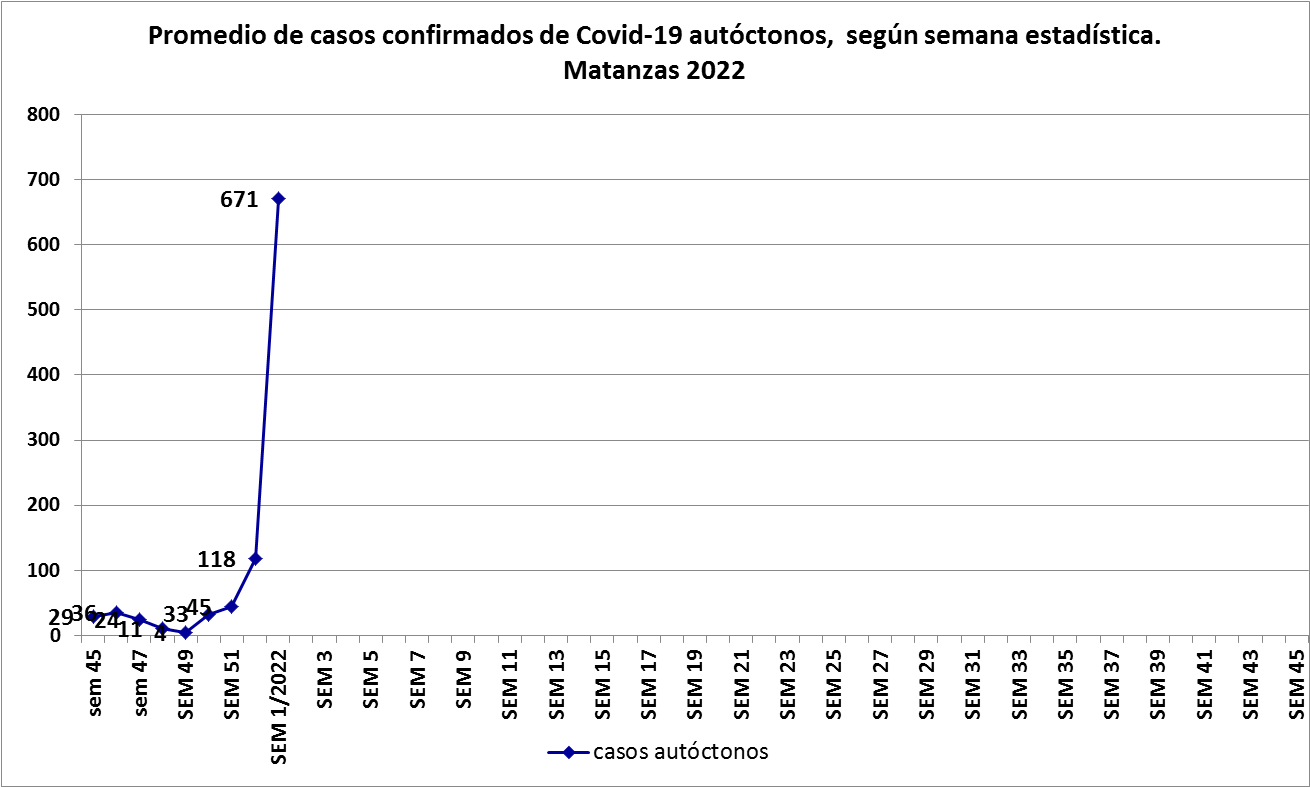 Promedio de casos confirmados de Covid-19 autóctonos,  según semana estadística.
Matanzas 2022
800
700
600
500
400
300
200
100
0
671
118
29
36
24
11
4
33
45
sem 45
sem 47
SEM 49
SEM 51
SEM 1/2022
SEM 3
SEM 5
SEM 7
SEM 9
SEM 11
SEM 13
SEM 15
SEM 17
SEM 19
SEM 21
SEM 23
SEM 25
SEM 27
SEM 29
SEM 31
SEM 33
SEM 35
SEM 37
SEM 39
SEM 41
SEM 43
SEM 45
casos autóctonos